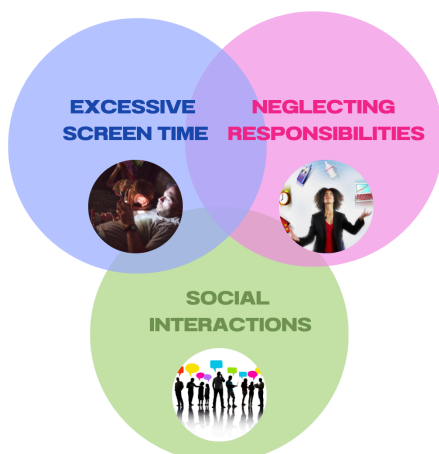 EXCESSIVE
SCREEN TIME
NEGLECTING
RESPONSIBILITIES
SOCIAL
INTERACTIONS